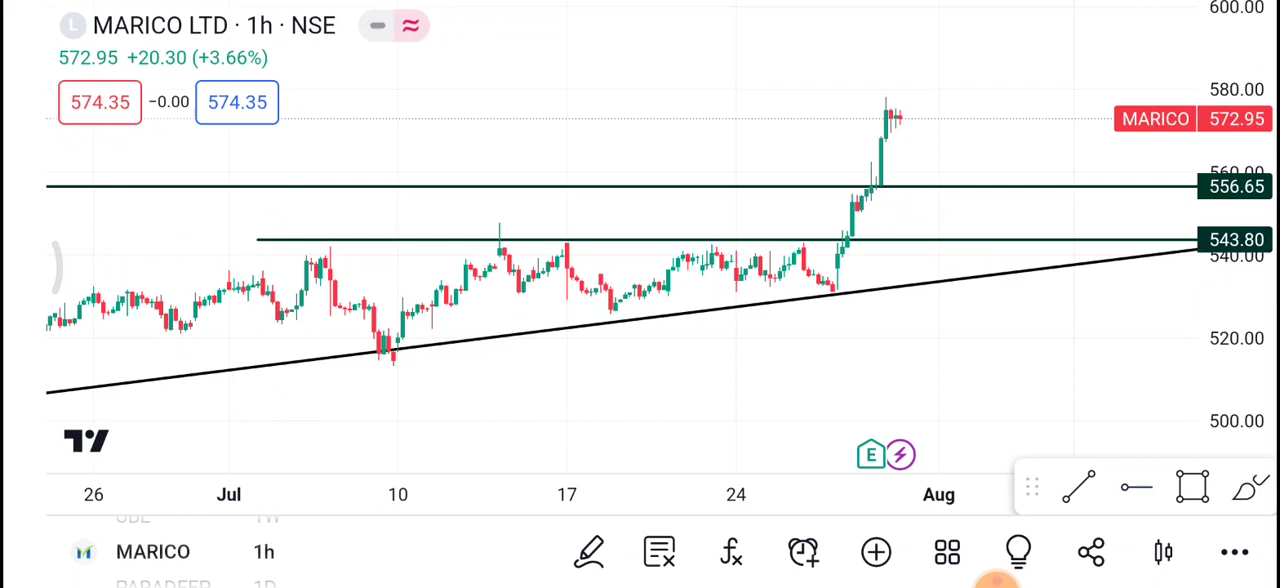 L MARICO LTD · 1h · NSE
572.95 +20.30 (+3.66%)
574.35 −0.00 574.35
600.00
580.00
MARICO 572.95
560.00
556.65
543.80
540.00
520.00
500.00
E
26 Jul 10 17 24 Aug
MARICO 1h